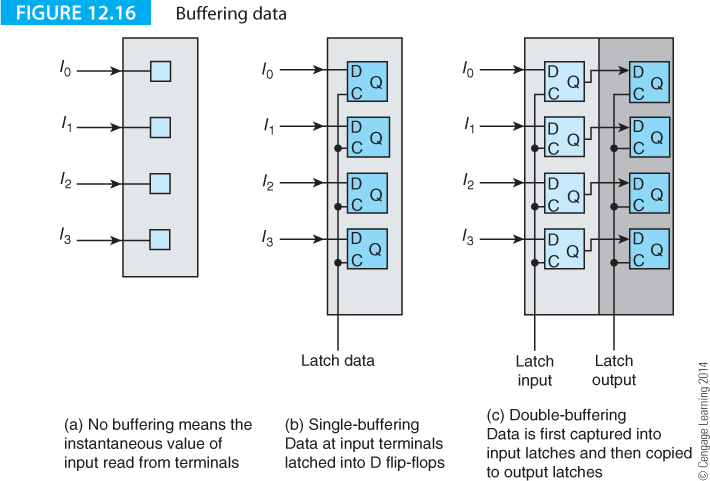 FIGURE 12.16 Buffering data
I0
I1
I2
I3
I0
D
Q
C
I1
D
Q
C
I2
D
Q
C
I3
D
Q
C
Latch data
I0
D
Q
C
D
Q
C
I1
D
Q
C
D
Q
C
I2
D
Q
C
D
Q
C
I3
D
Q
C
D
Q
C
Latch
input
Latch
output
(a) No buffering means the
instantaneous value of
input read from terminals
(b) Single-buffering
Data at input terminals
latched into D flip-flops
(c) Double-buffering
Data is first captured into
input latches and then copied
to output latches
© Cengage Learning 2014